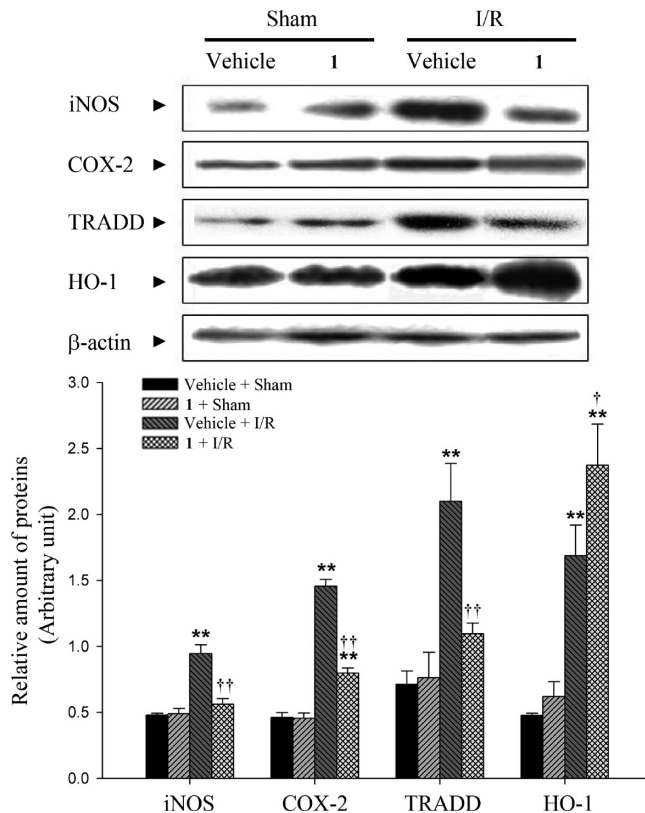 Sham I/R
Vehicle 1 Vehicle 1
iNOS
COX-2
TRADD
HO-1
β-actin
3.0
2.5
2.0
1.5
1.0
0.5
0.0
Relative amount of proteins
(Arbitrary unit)
Vehicle + Sham
1 + Sham
Vehicle + I/R
1 + I/R
**
††
**
††
**
**
††
**
†
**
iNOS COX-2 TRADD HO-1